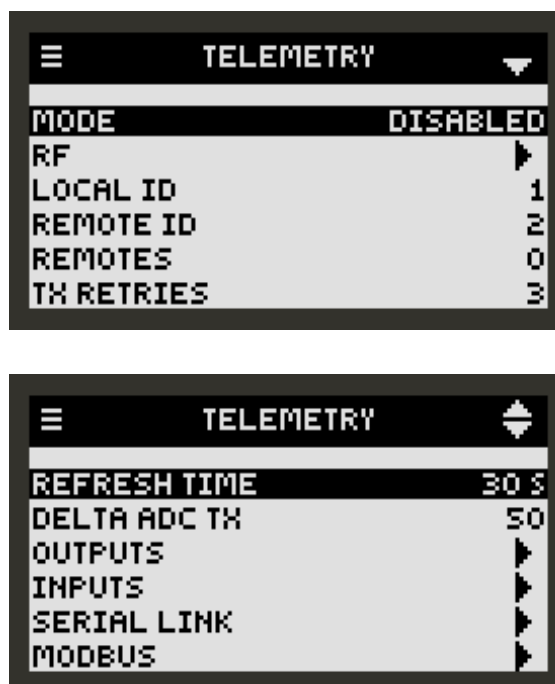 TELEMETRY
MODE DISABLED
RF
LOCAL ID 1
REMOTE ID 2
REMOTES 0
TX RETRIES 3
TELEMETRY
REFRESH TIME 30 S
DELTA ADC TX 50
OUTPUTS
INPUTS
SERIAL LINK
MODBUS